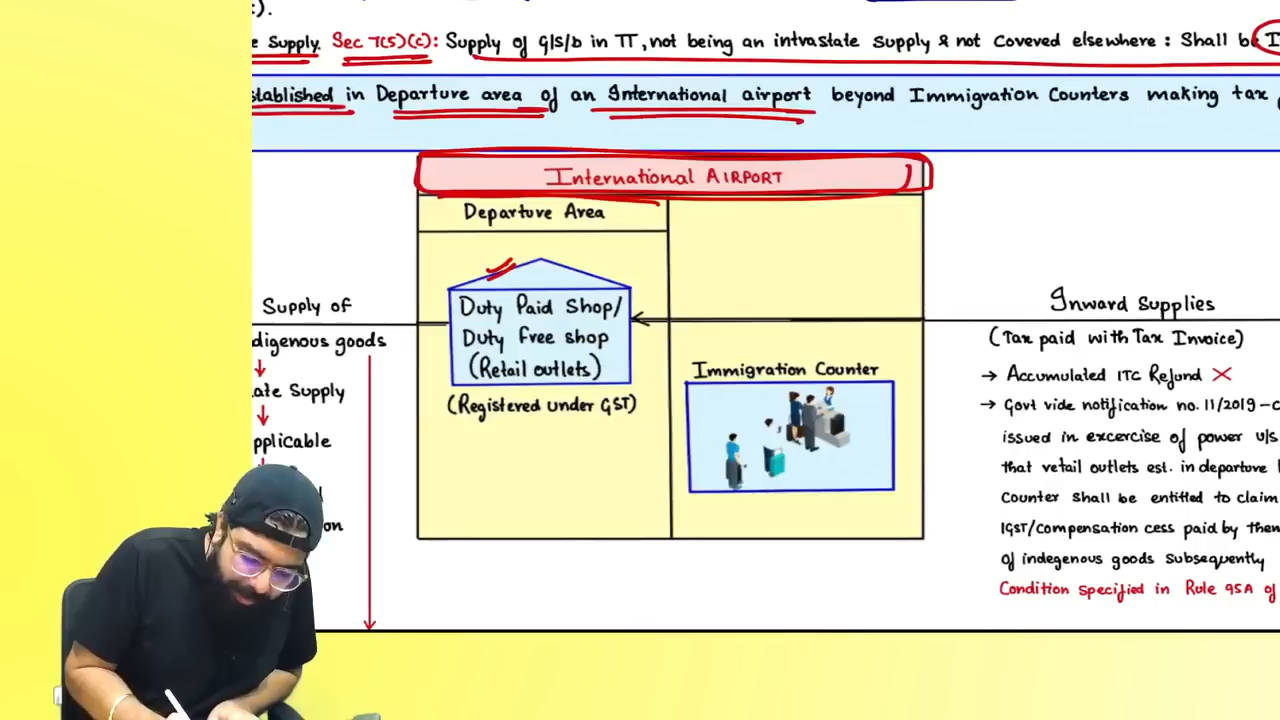 Sec 7(5)(c): Supply of G/S/b in TT, not being an intrastate Supply & not Covered elsewhere : Shall be
e Supply.
stablished in Departure area of an International airport beyond Immigration Counters making tax
International AIRPORT
Departure Area
Duty Paid Shop/
Duty free shop
(Retail outlets)
(Registered under GST)
Immigration Counter
Supply of
digenous goods
ate Supply
pplicable
on
Inward Supplies
(Tax paid with Tax Invoice)
→ Accumulated ITC Refund ✗
→ Govt vide notification no. 11/2019-c
issued in excercise of power u/s
that retail outlets est. in departure
Counter shall be entitled to claim
IGST/compensation cess paid by them
of indegenous goods subsequently
Condition specified in Rule 95A of